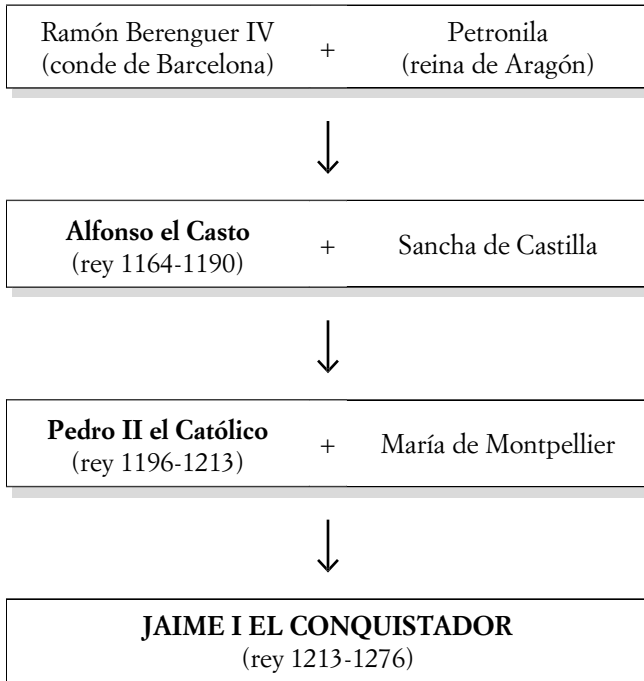 Ramón Berenguer IV + Petronila
(conde de Barcelona) (reina de Aragón)
Alfonso el Casto + Sancha de Castilla
(rey 1164-1190)
Pedro II el Católico + María de Montpellier
(rey 1196-1213)
JAIME I EL CONQUISTADOR
(rey 1213-1276)